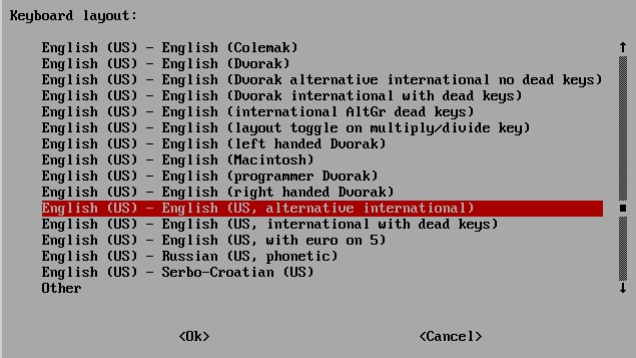 Keyboard layout:
English (US) - English (Colemak)
English (US) - English (Dvorak)
English (US) - English (Dvorak alternative international no dead keys)
English (US) - English (Dvorak international with dead keys)
English (US) - English (international AltGr dead keys)
English (US) - English (layout toggle on multiply/divide key)
English (US) - English (left handed Dvorak)
English (US) - English (Macintosh)
English (US) - English (programmer Dvorak)
English (US) - English (right handed Dvorak)
English (US) - English (US, alternative international)
English (US) - English (US, international with dead keys)
English (US) - English (US, with euro on 5)
English (US) - Russian (US, phonetic)
English (US) - Serbo-Croatian (US)
Other
<Ok> <Cancel>